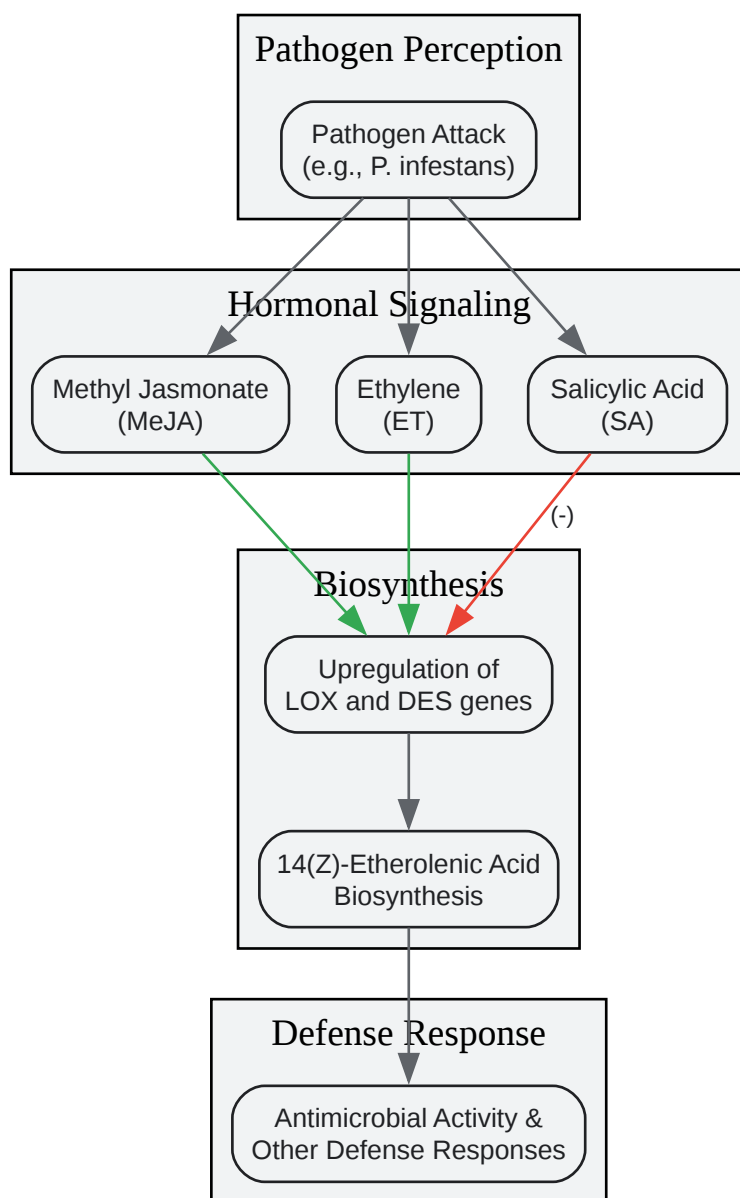 Pathogen Perception
Pathogen Attack
(e.g., P. infestans)
Hormonal Signaling
Methyl Jasmonate
(MeJA)
Ethylene
(ET)
Salicylic Acid
(SA)
(-)
Biosynthesis
Upregulation of
LOX and DES genes
14(Z)-Etherolenic Acid
Biosynthesis
Defense Response
Antimicrobial Activity &
Other Defense Responses